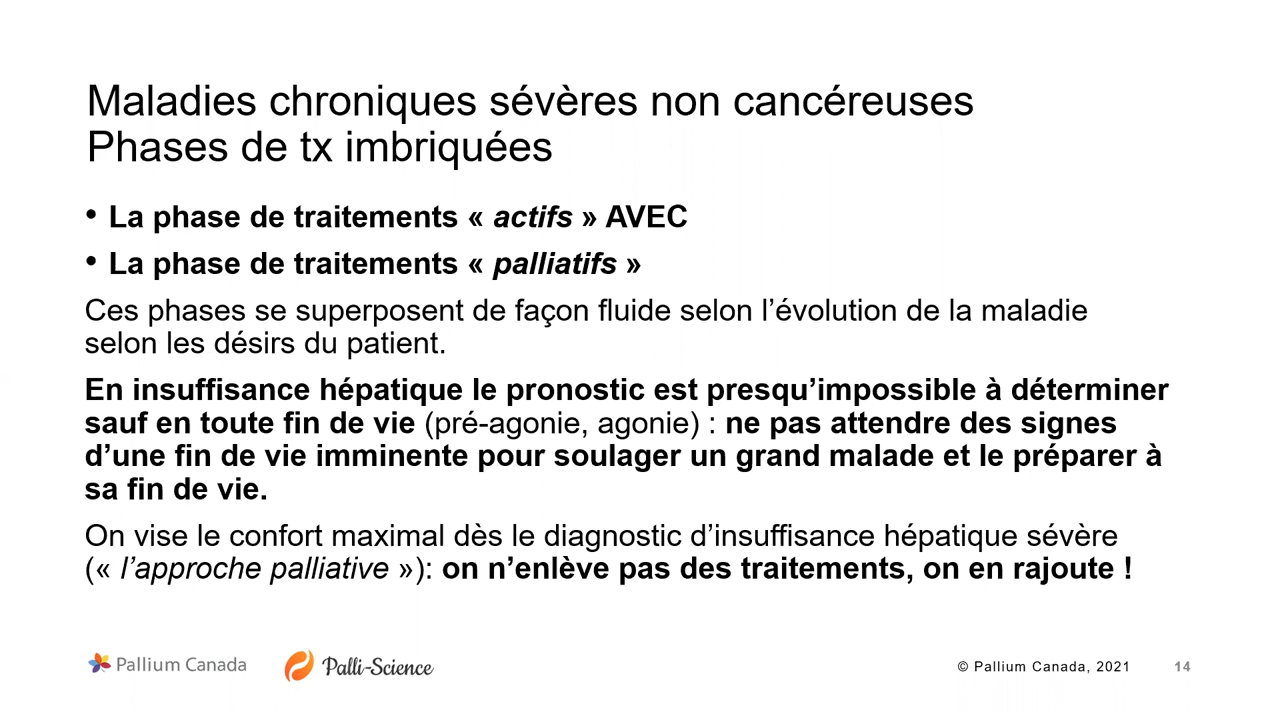 Maladies chroniques sévères non cancéreuses
Phases de tx imbriquées
• La phase de traitements « actifs » AVEC
• La phase de traitements « palliatifs »
Ces phases se superposent de façon fluide selon l’évolution de la maladie
selon les désirs du patient.
En insuffisance hépatique le pronostic est presqu’impossible à déterminer
sauf en toute fin de vie (pré-agonie, agonie) : ne pas attendre des signes
d’une fin de vie imminente pour soulager un grand malade et le préparer à
sa fin de vie.
On vise le confort maximal dès le diagnostic d’insuffisance hépatique sévère
(« l’approche palliative »): on n’enlève pas des traitements, on en rajoute !
Pallium Canada
Palli-Science
© Pallium Canada, 2021
14